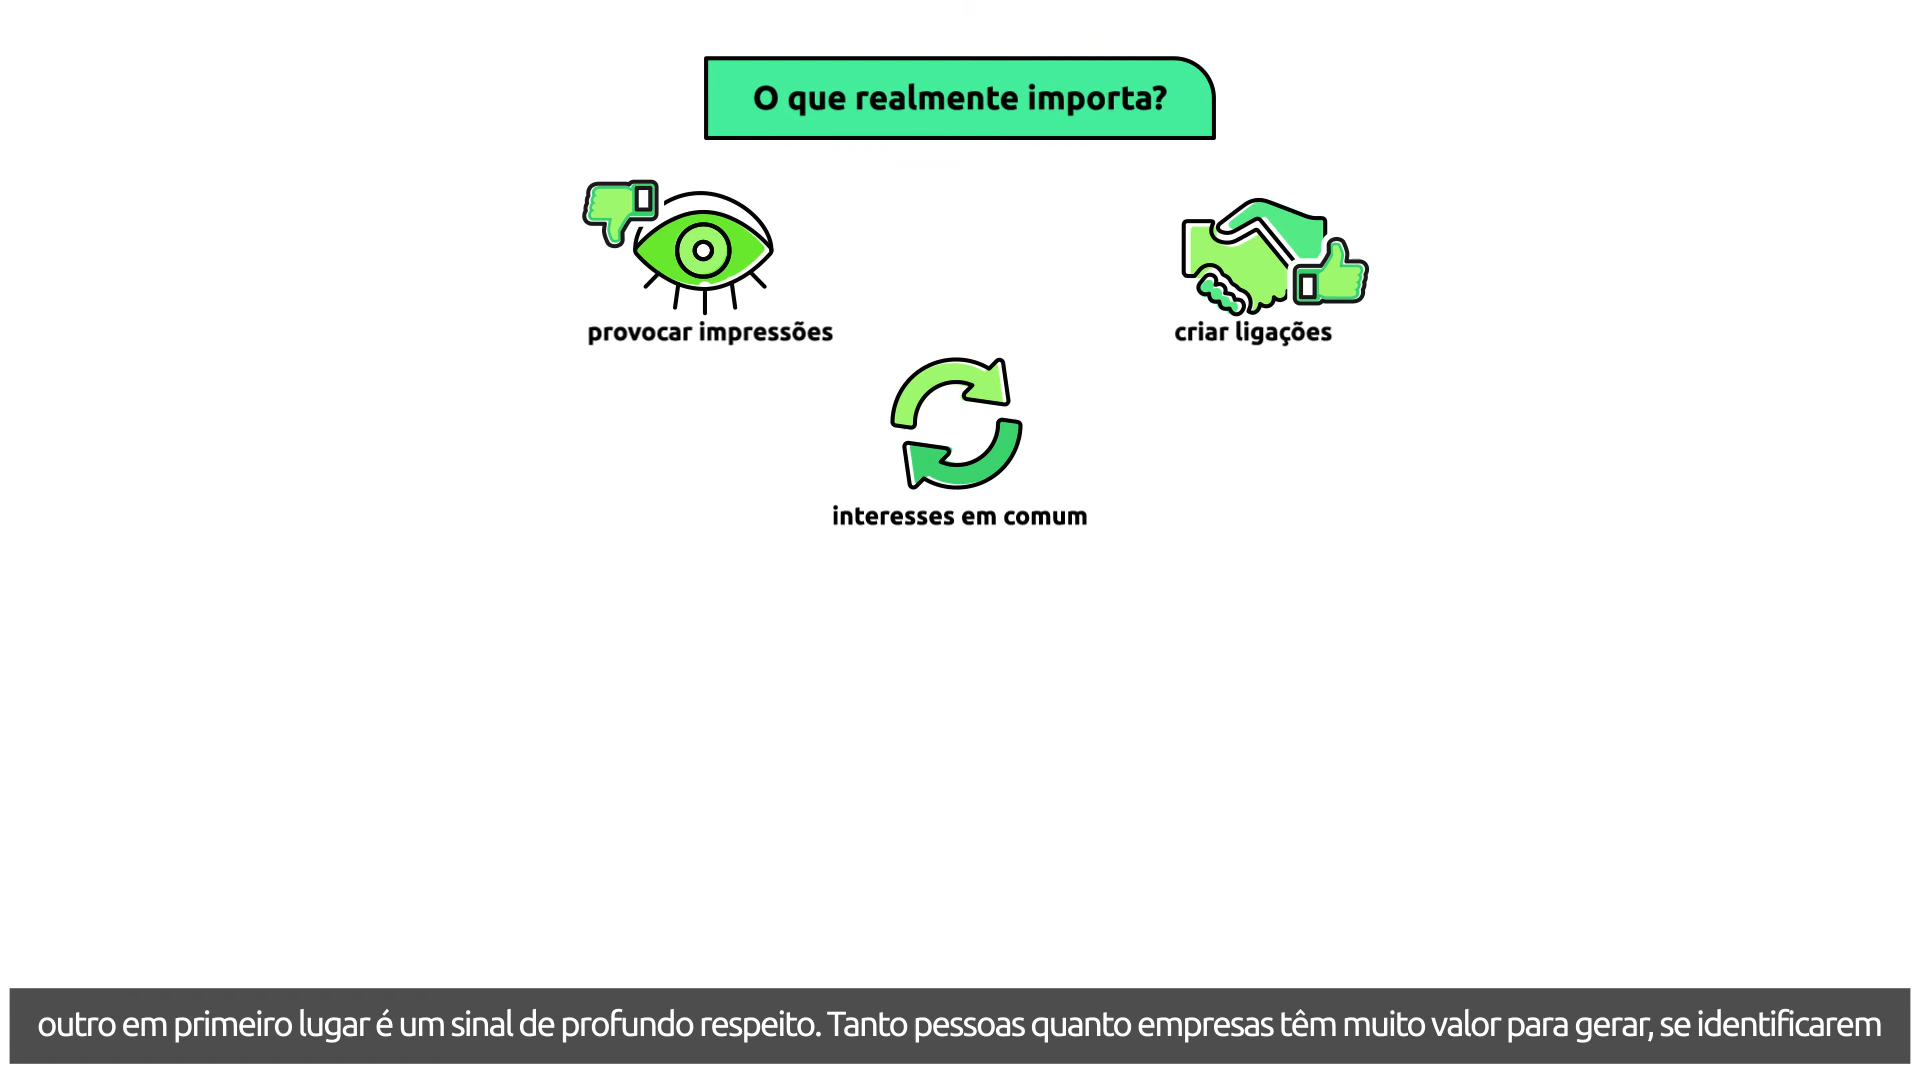 O que realmente importa?
provocar impressões
criar ligações
interesses em comum
outro em primeiro lugar é um sinal de profundo respeito. Tanto pessoas quanto empresas têm muito valor para gerar, se identificarem